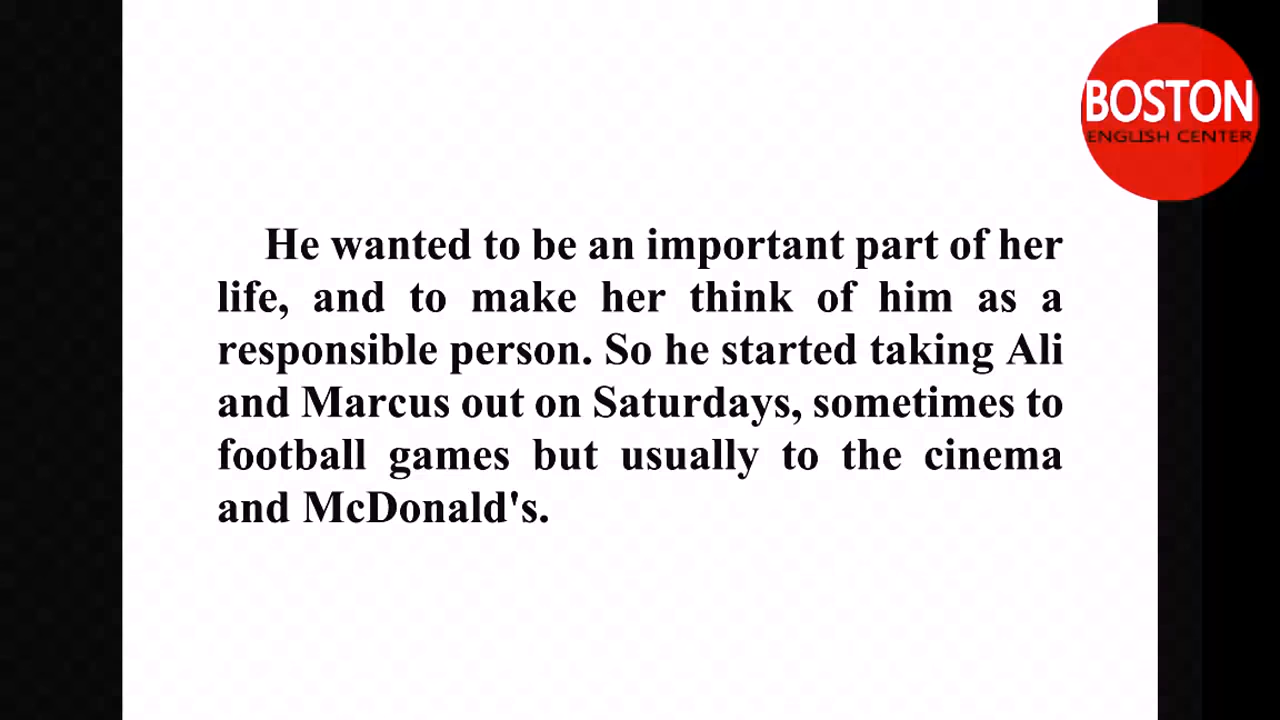 BOSTON
ENGLISH CENTER
He wanted to be an important part of her
life, and to make her think of him as a
responsible person. So he started taking Ali
and Marcus out on Saturdays, sometimes to
football games but usually to the cinema
and McDonald's.